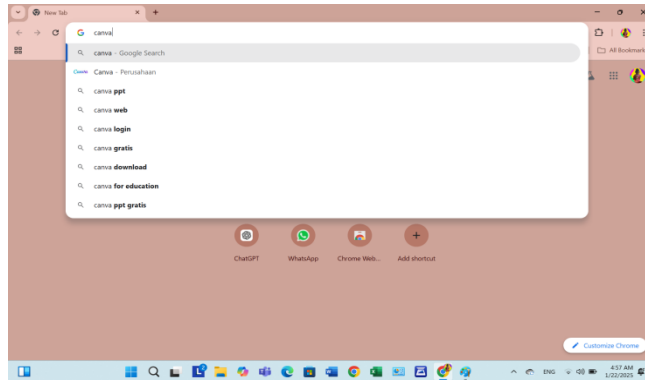 New Tab
canva
All Bookmark
canva - Google Search
Canva Canva - Perusahaan
canva ppt
canva web
canva login
canva gratis
canva download
canva for education
canva ppt gratis
ChatGPT WhatsApp Chrome Web... Add shortcut
Customize Chrome
ENG 4:57 AM
1/22/2025